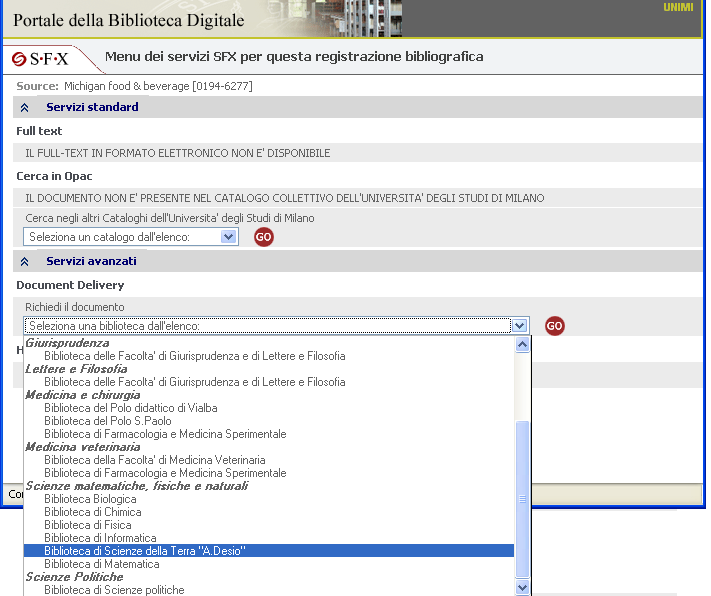 UNIMI
Portale della Biblioteca Digitale
S·F·X
Menu dei servizi SFX per questa registrazione bibliografica
Source: Michigan food & beverage [0194-6277]
Servizi standard
Full text
IL FULL-TEXT IN FORMATO ELETTRONICO NON E' DISPONIBILE
Cerca in Opac
IL DOCUMENTO NON E' PRESENTE NEL CATALOGO COLLETTIVO DELL'UNIVERSITA' DEGLI STUDI DI MILANO
Cerca negli altri Cataloghi dell'Universita' degli Studi di Milano
Seleziona un catalogo dall'elenco: GO
Servizi avanzati
Document Delivery
Richiedi il documento
Seleziona una biblioteca dall'elenco: GO
Giurisprudenza
Biblioteca delle Facolta' di Giurisprudenza e di Lettere e Filosofia
Lettere e Filosofia
Biblioteca delle Facolta' di Giurisprudenza e di Lettere e Filosofia
Medicina e chirurgia
Biblioteca del Polo didattico di Vialba
Biblioteca del Polo S.Paolo
Biblioteca di Farmacologia e Medicina Sperimentale
Medicina veterinaria
Biblioteca della Facolta' di Medicina Veterinaria
Biblioteca di Farmacologia e Medicina Sperimentale
Scienze matematiche, fisiche e naturali
Biblioteca Biologica
Biblioteca di Chimica
Biblioteca di Fisica
Biblioteca di Informatica
Biblioteca di Scienze della Terra "A.Desio"
Biblioteca di Matematica
Scienze Politiche
Biblioteca di Scienze politiche